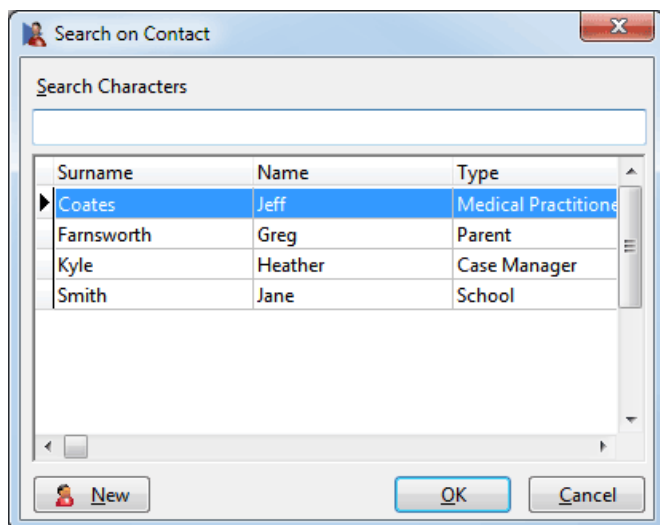 Search on Contact
Search Characters
Surname Name Type
Coates Jeff Medical Practitione
Farnsworth Greg Parent
Kyle Heather Case Manager
Smith Jane School
New OK Cancel